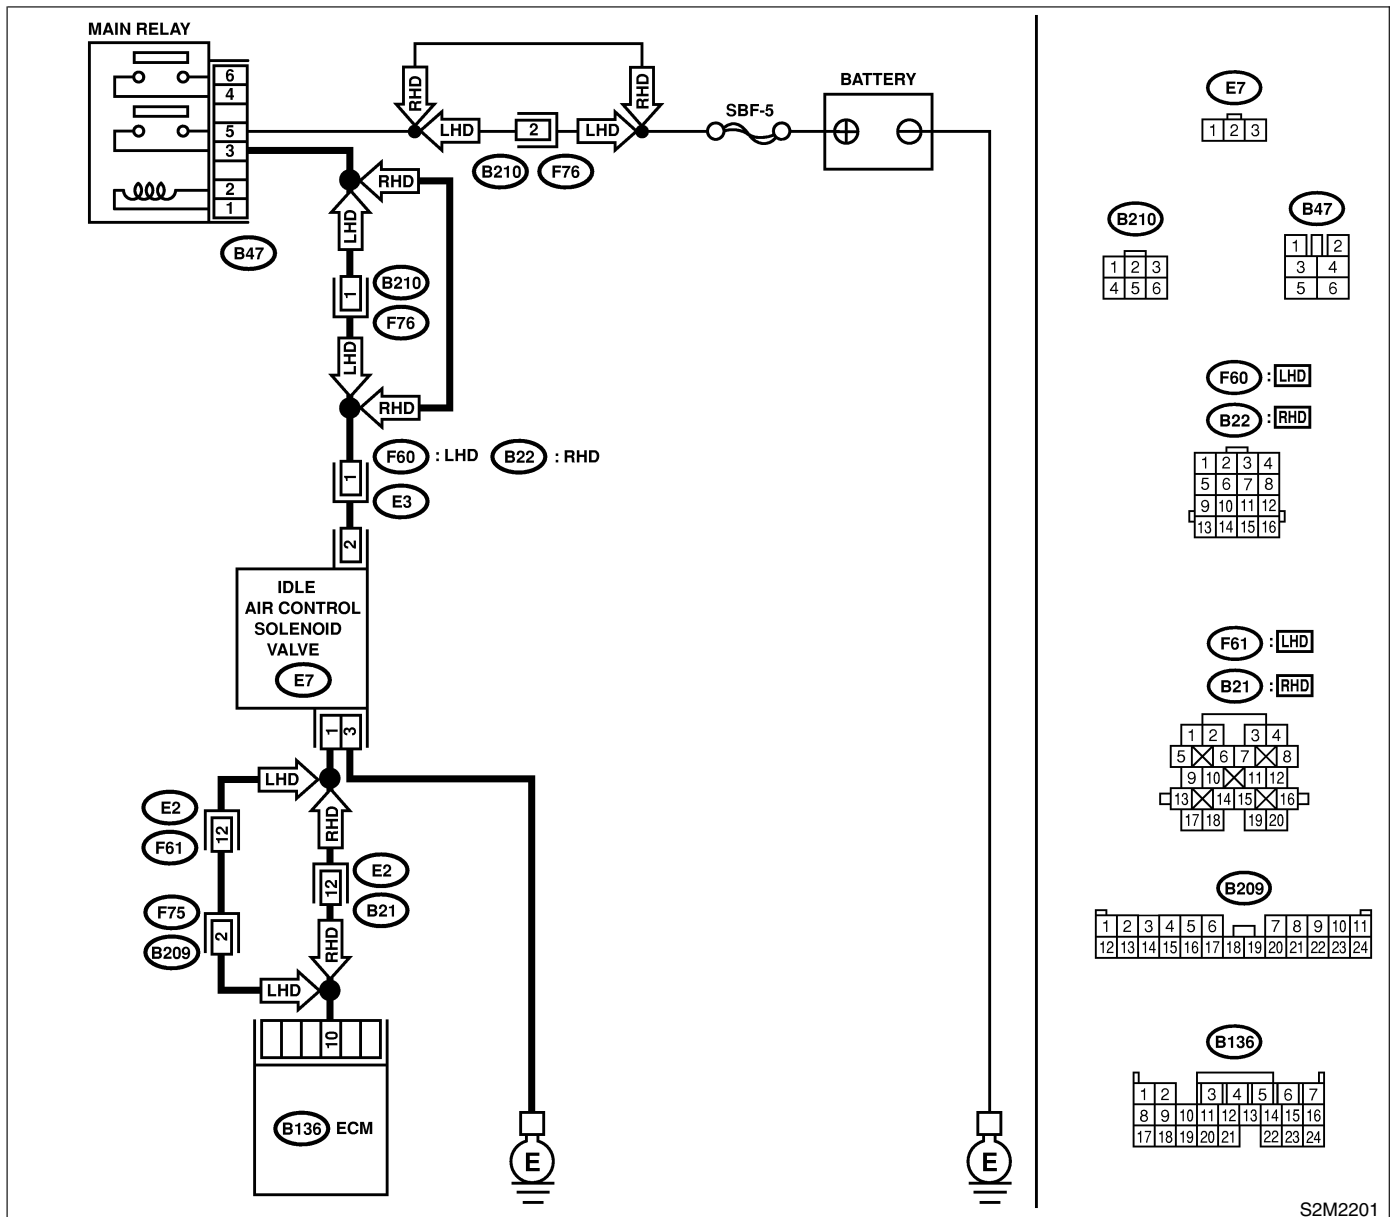 MAIN RELAY
6
4
5
3
2
1
B47
RHD
RHD
LHD
2
LHD
B210
F76
SBF-5
BATTERY
RHD
LHD
1
B210
F76
LHD
RHD
F60 : LHD B22 : RHD
1
E3
2
IDLE
AIR CONTROL
SOLENOID
VALVE
E7
1 3
LHD
E2
F61
12
RHD
12
E2
B21
F75
B209
2
RHD
LHD
10
B136 ECM
E
E
E7
1 2 3
B210
1 2 3
4 5 6
B47
1 2
3 4
5 6
F60 : LHD
B22 : RHD
1 2 3 4
5 6 7 8
9 10 11 12
13 14 15 16
F61 : LHD
B21 : RHD
1 2 3 4
5 6 7 8
9 10 11 12
13 14 15 16
17 18 19 20
B209
1 2 3 4 5 6 7 8 9 10 11
12 13 14 15 16 17 18 19 20 21 22 23 24
B136
1 2 3 4 5 6 7
8 9 10 11 12 13 14 15 16
17 18 19 20 21 22 23 24
S2M2201